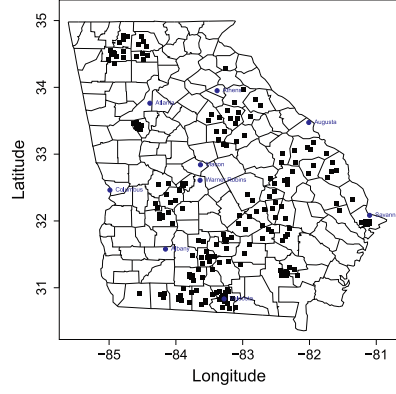 35
34
33
32
31
Latitude
Athens
Atlanta
Augusta
Macon
Warner Robins
Columbus
Savannah
Albany
−85
−84
−83
−82
−81
Longitude